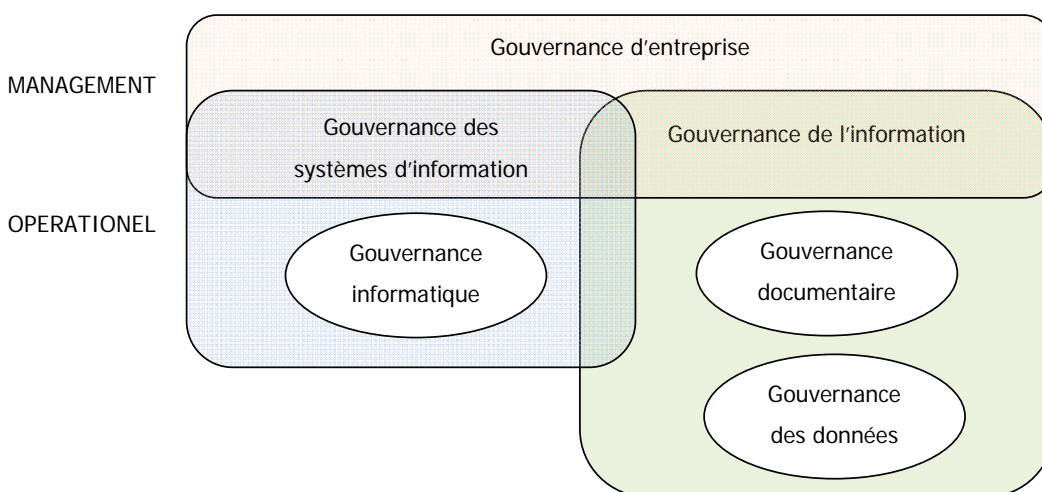 Gouvernance d'entreprise
MANAGEMENT
Gouvernance des
systèmes d'information
Gouvernance de l'information
OPERATIONEL
Gouvernance
informatique
Gouvernance
documentaire
Gouvernance
des données